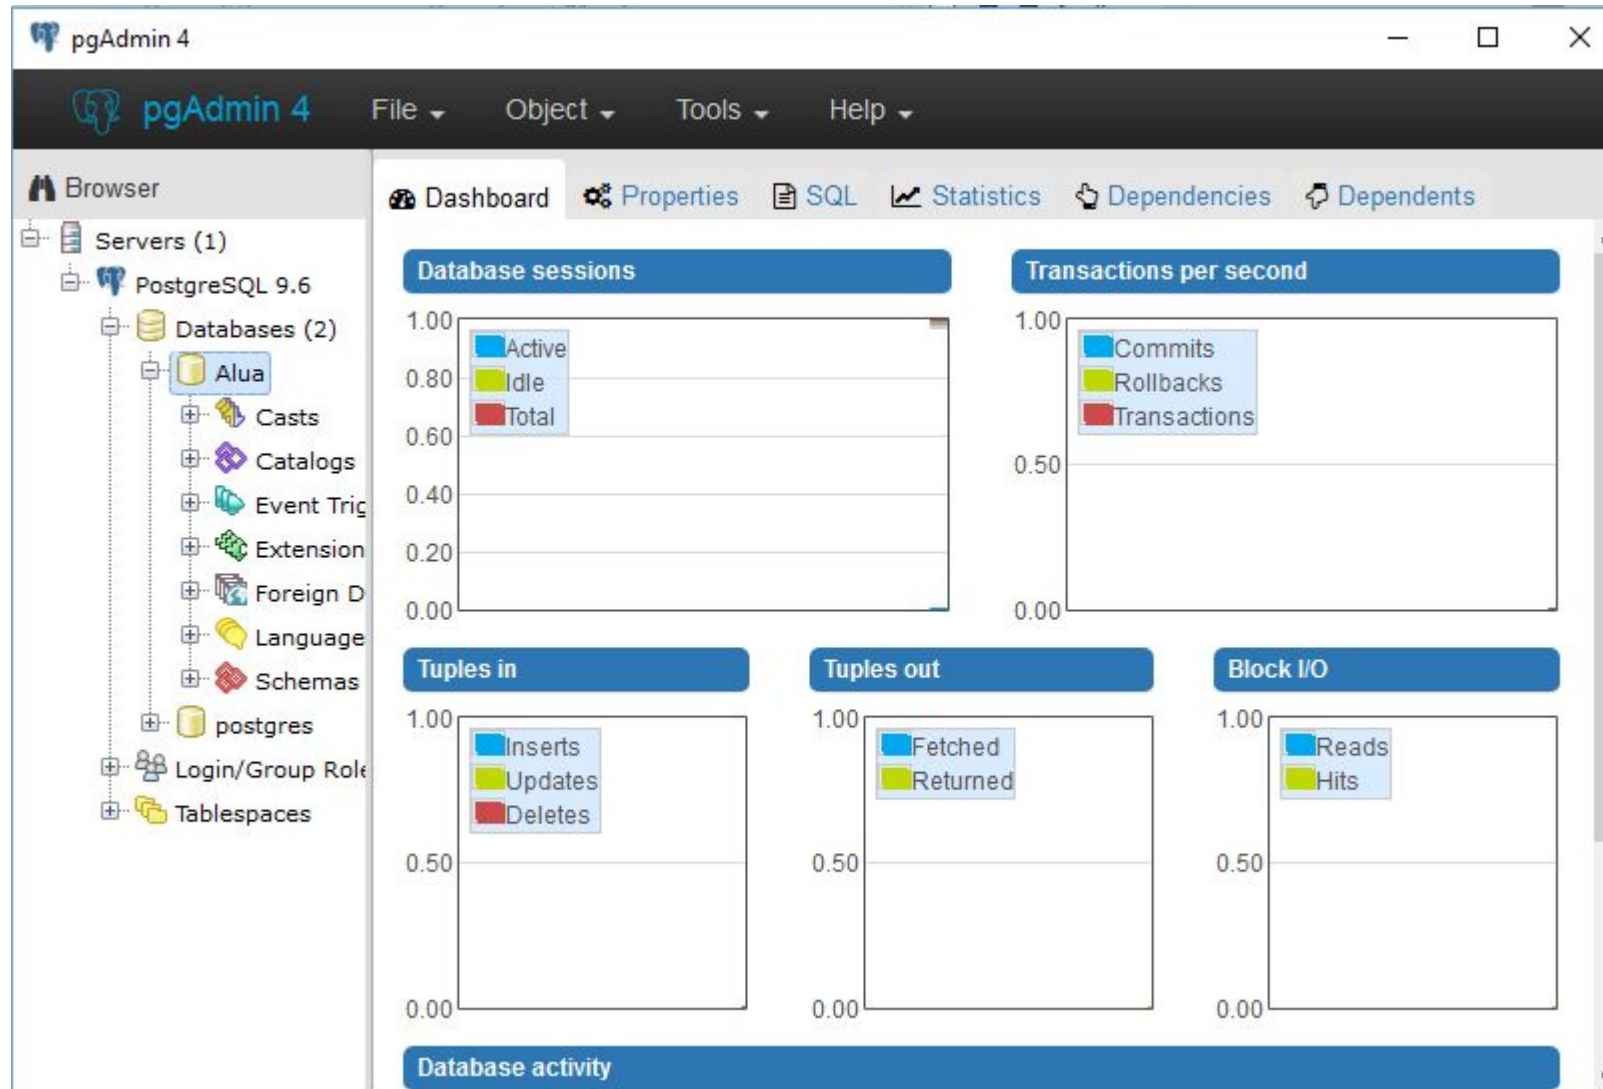 pgAdmin 4
pgAdmin 4 File Object Tools Help
Browser
Dashboard Properties SQL Statistics Dependencies Dependents
Servers (1)
PostgreSQL 9.6
Databases (2)
Alua
Casts
Catalogs
Event Trig
Extension
Foreign D
Language
Schemas
postgres
Login/Group Role
Tablespaces
Database sessions
1.00
0.80
0.60
0.40
0.20
0.00
Active
Idle
Total
Transactions per second
1.00
0.50
0.00
Commits
Rollbacks
Transactions
Tuples in
1.00
0.50
0.00
Inserts
Updates
Deletes
Tuples out
1.00
0.50
0.00
Fetched
Returned
Block I/O
1.00
0.50
0.00
Reads
Hits
Database activity